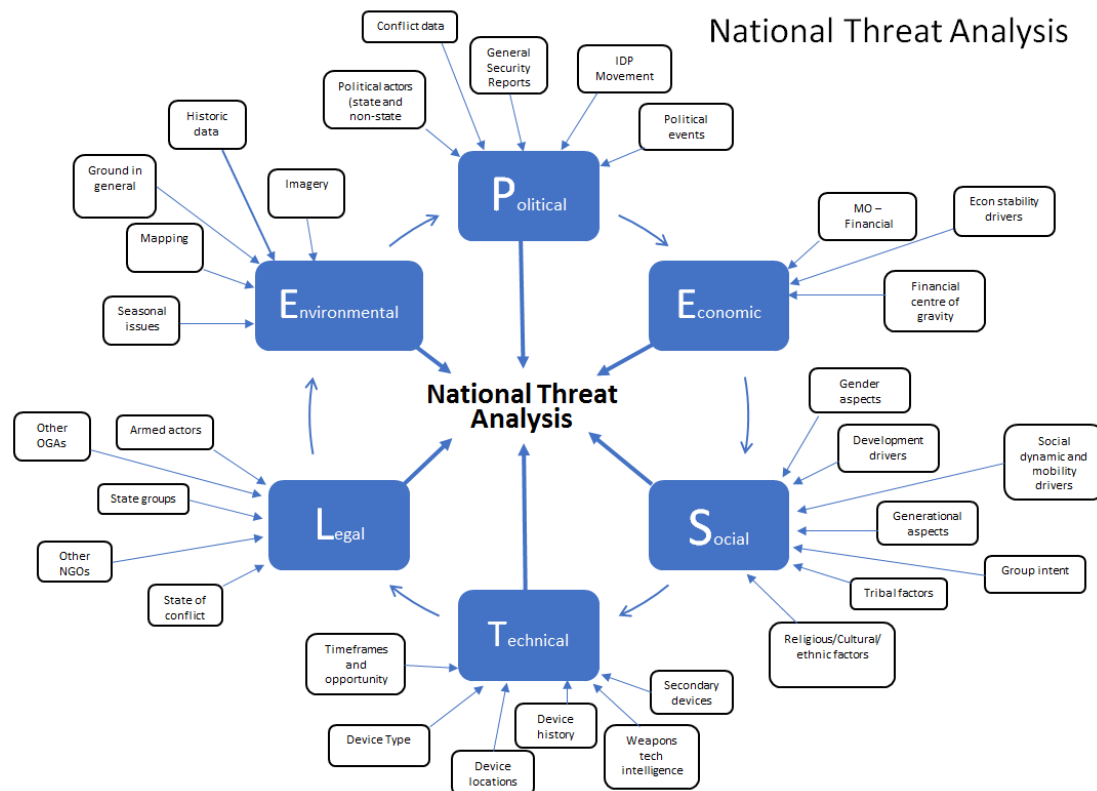 National Threat Analysis
Conflict data
General
Security
Reports
IDP
Movement
Political actors
(state and
non-state
Political
events
Historic
data
Ground in
general
Imagery
Mapping
Seasonal
issues
Political
Environmental
Economic
MO –
Financial
Econ stability
drivers
Financial
centre of
gravity
National Threat
Analysis
Gender
aspects
Development
drivers
Social
dynamic and
mobility
drivers
Generational
aspects
Group intent
Tribal factors
Religious/Cultural/
ethnic factors
Social
Other
OGAs
Armed actors
State groups
Other
NGOs
State of
conflict
Legal
Technical
Timeframes
and
opportunity
Device Type
Device
locations
Device
history
Weapons
tech
intelligence
Secondary
devices